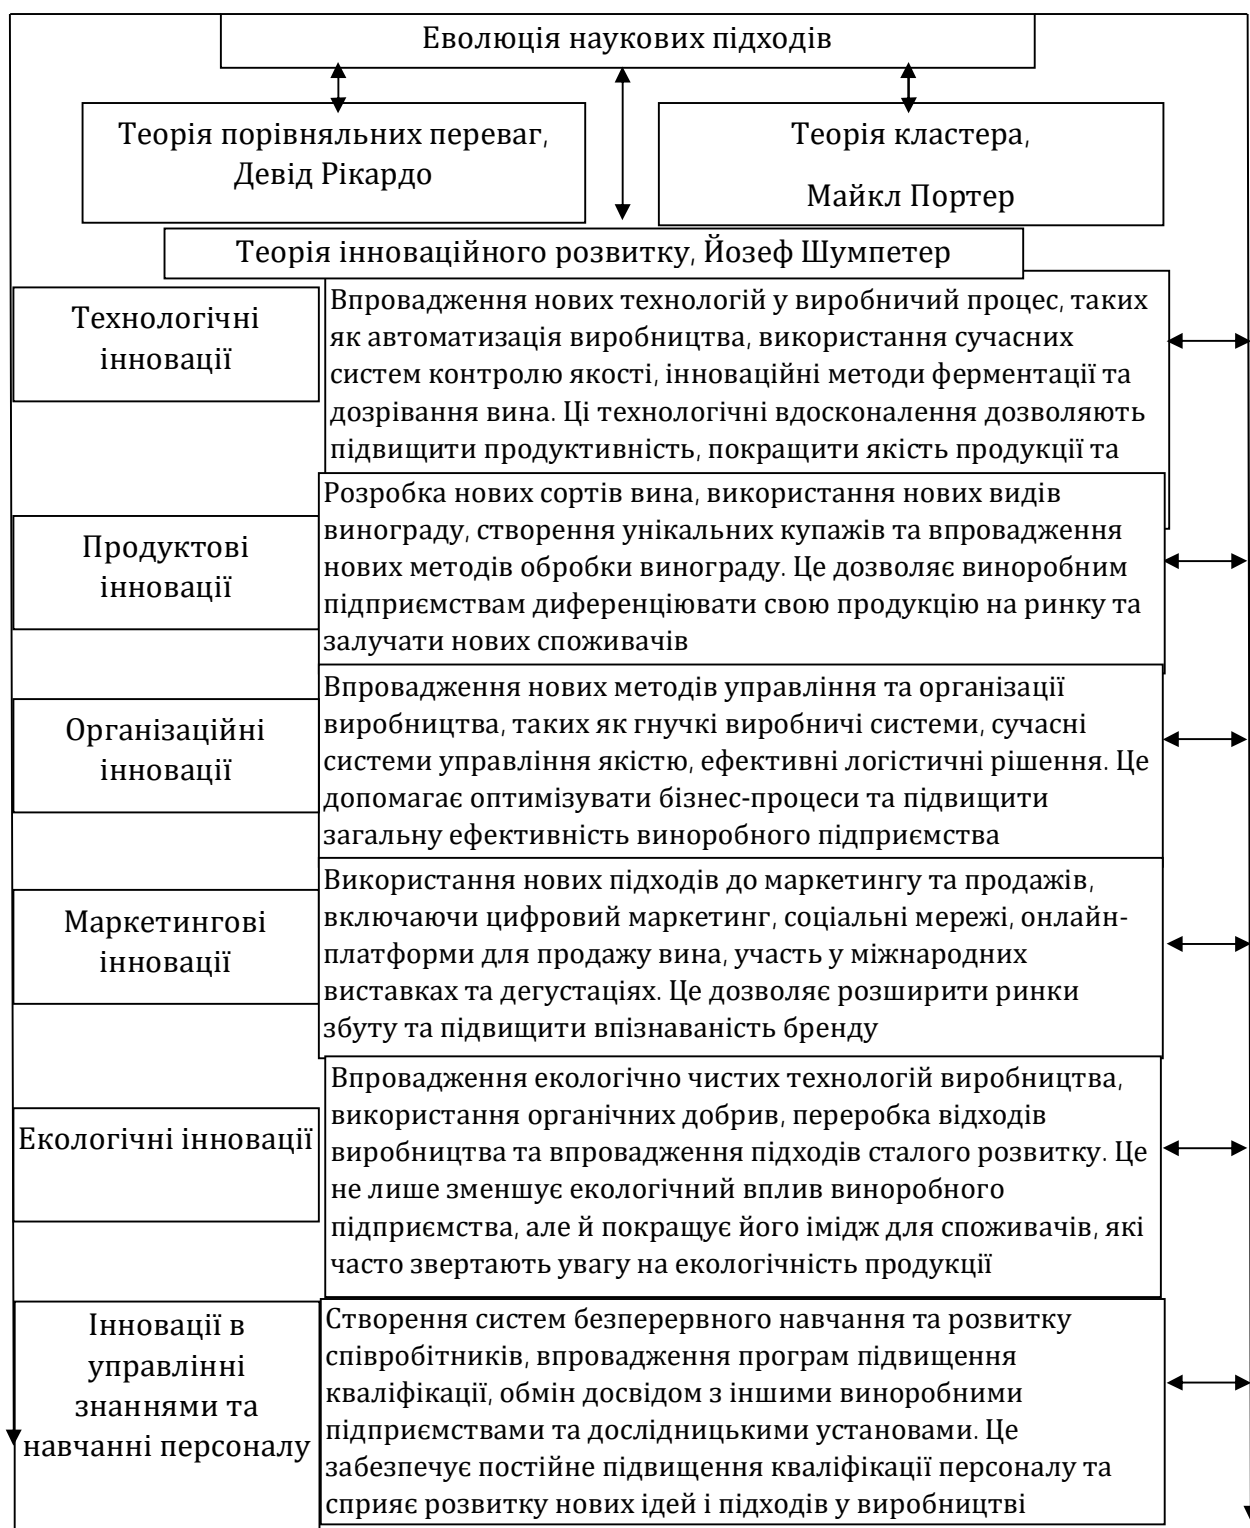 Еволюція наукових підходів
Теорія порівняльних переваг,
Девід Рікардо
Теорія кластера,
Майкл Портер
Теорія інноваційного розвитку, Йозеф Шумпетер
Технологічні
інновації
Впровадження нових технологій у виробничий процес, таких
як автоматизація виробництва, використання сучасних
систем контролю якості, інноваційні методи ферментації та
дозрівання вина. Ці технологічні вдосконалення дозволяють
підвищити продуктивність, покращити якість продукції та
Продуктові
інновації
Розробка нових сортів вина, використання нових видів
винограду, створення унікальних купажів та впровадження
нових методів обробки винограду. Це дозволяє виноробним
підприємствам диференціювати свою продукцію на ринку та
залучати нових споживачів
Організаційні
інновації
Впровадження нових методів управління та організації
виробництва, таких як гнучкі виробничі системи, сучасні
системи управління якістю, ефективні логістичні рішення. Це
допомагає оптимізувати бізнес-процеси та підвищити
загальну ефективність виноробного підприємства
Маркетингові
інновації
Використання нових підходів до маркетингу та продажів,
включаючи цифровий маркетинг, соціальні мережі, онлайн-
платформи для продажу вина, участь у міжнародних
виставках та дегустаціях. Це дозволяє розширити ринки
збуту та підвищити впізнаваність бренду
Екологічні інновації
Впровадження екологічно чистих технологій виробництва,
використання органічних добрив, переробка відходів
виробництва та впровадження підходів сталого розвитку. Це
не лише зменшує екологічний вплив виноробного
підприємства, але й покращує його імідж для споживачів, які
часто звертають увагу на екологічність продукції
Інновації в
управлінні
знаннями та
навчанні персоналу
Створення систем безперервного навчання та розвитку
співробітників, впровадження програм підвищення
кваліфікації, обмін досвідом з іншими виноробними
підприємствами та дослідницькими установами. Це
забезпечує постійне підвищення кваліфікації персоналу та
сприяє розвитку нових ідей і підходів у виробництві